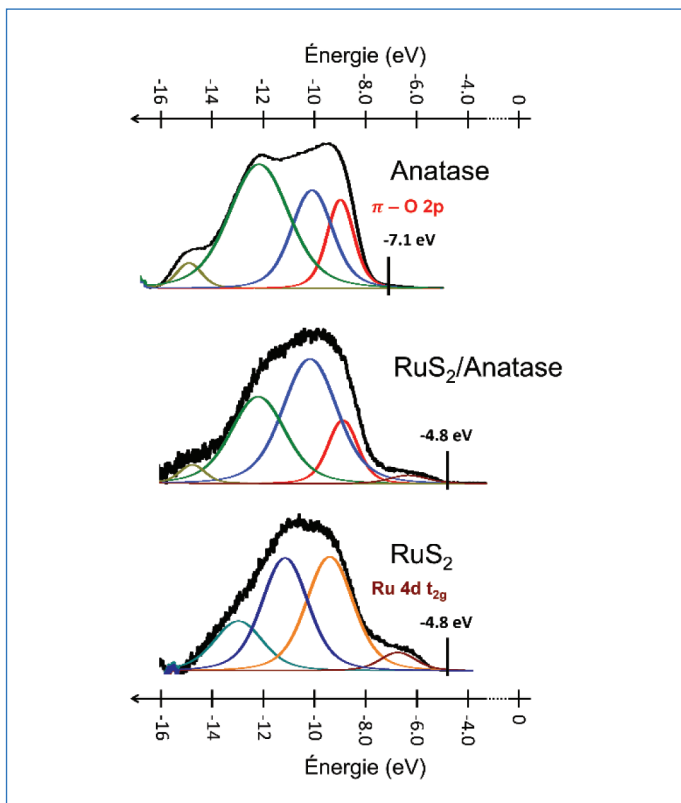 Énergie (eV)
-16 -14 -12 -10 -8.0 -6.0 -4.0 0
Anatase
π – O 2p
-7.1 eV
RuS₂/Anatase
-4.8 eV
RuS₂
Ru 4d t₂g
-4.8 eV
-16 -14 -12 -10 -8.0 -6.0 -4.0 0
Énergie (eV)